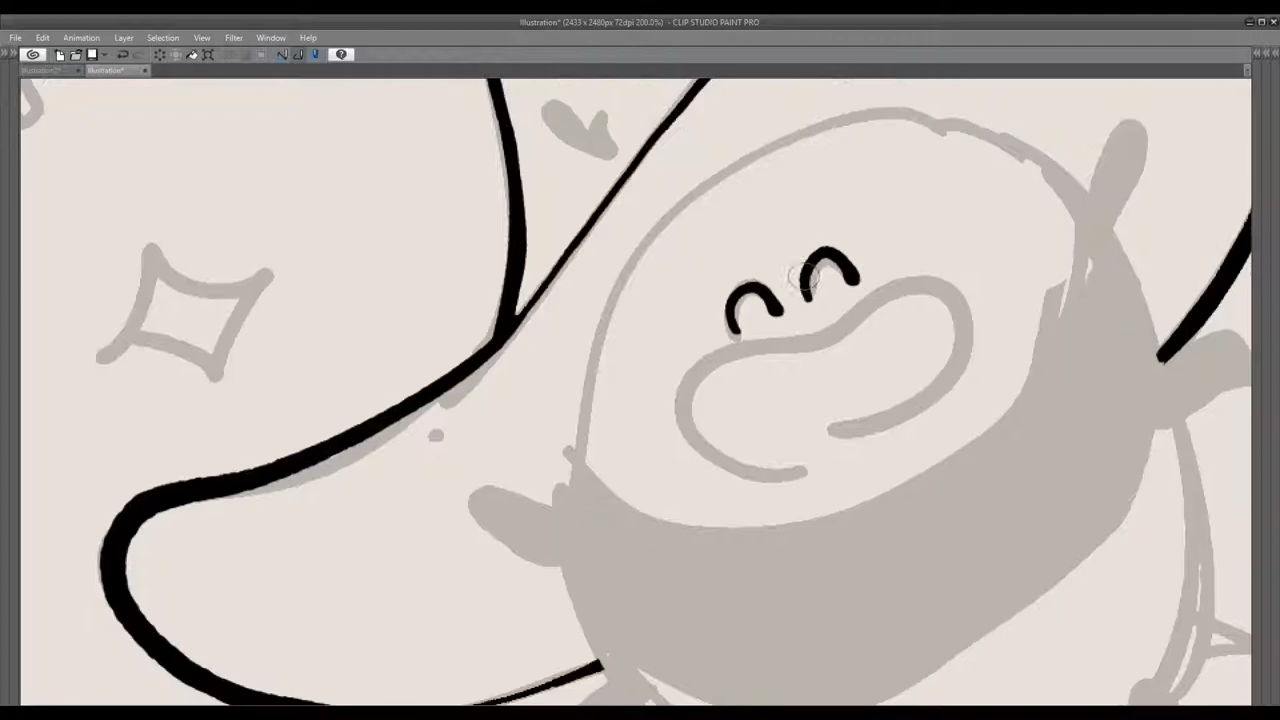 Illustration* (2433 x 2480px 72dpi 200.0%) - CLIP STUDIO PAINT PRO
File Edit Animation Layer Selection View Filter Window Help
Illustration*